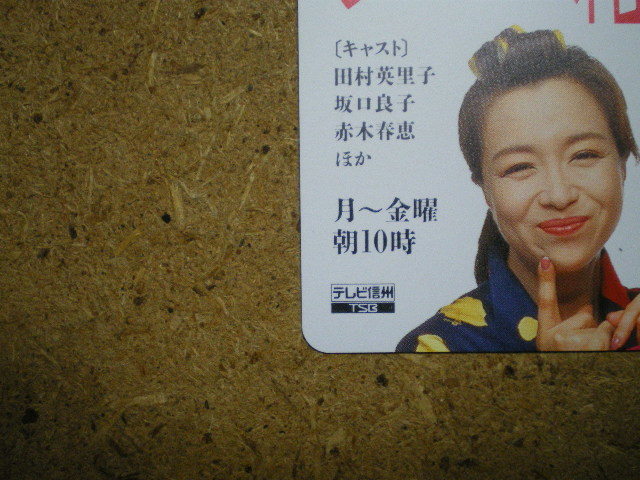 〔キャスト〕
田村英里子
坂口良子
赤木春恵
ほか
月～金曜
朝10時
テレビ信州
TSB